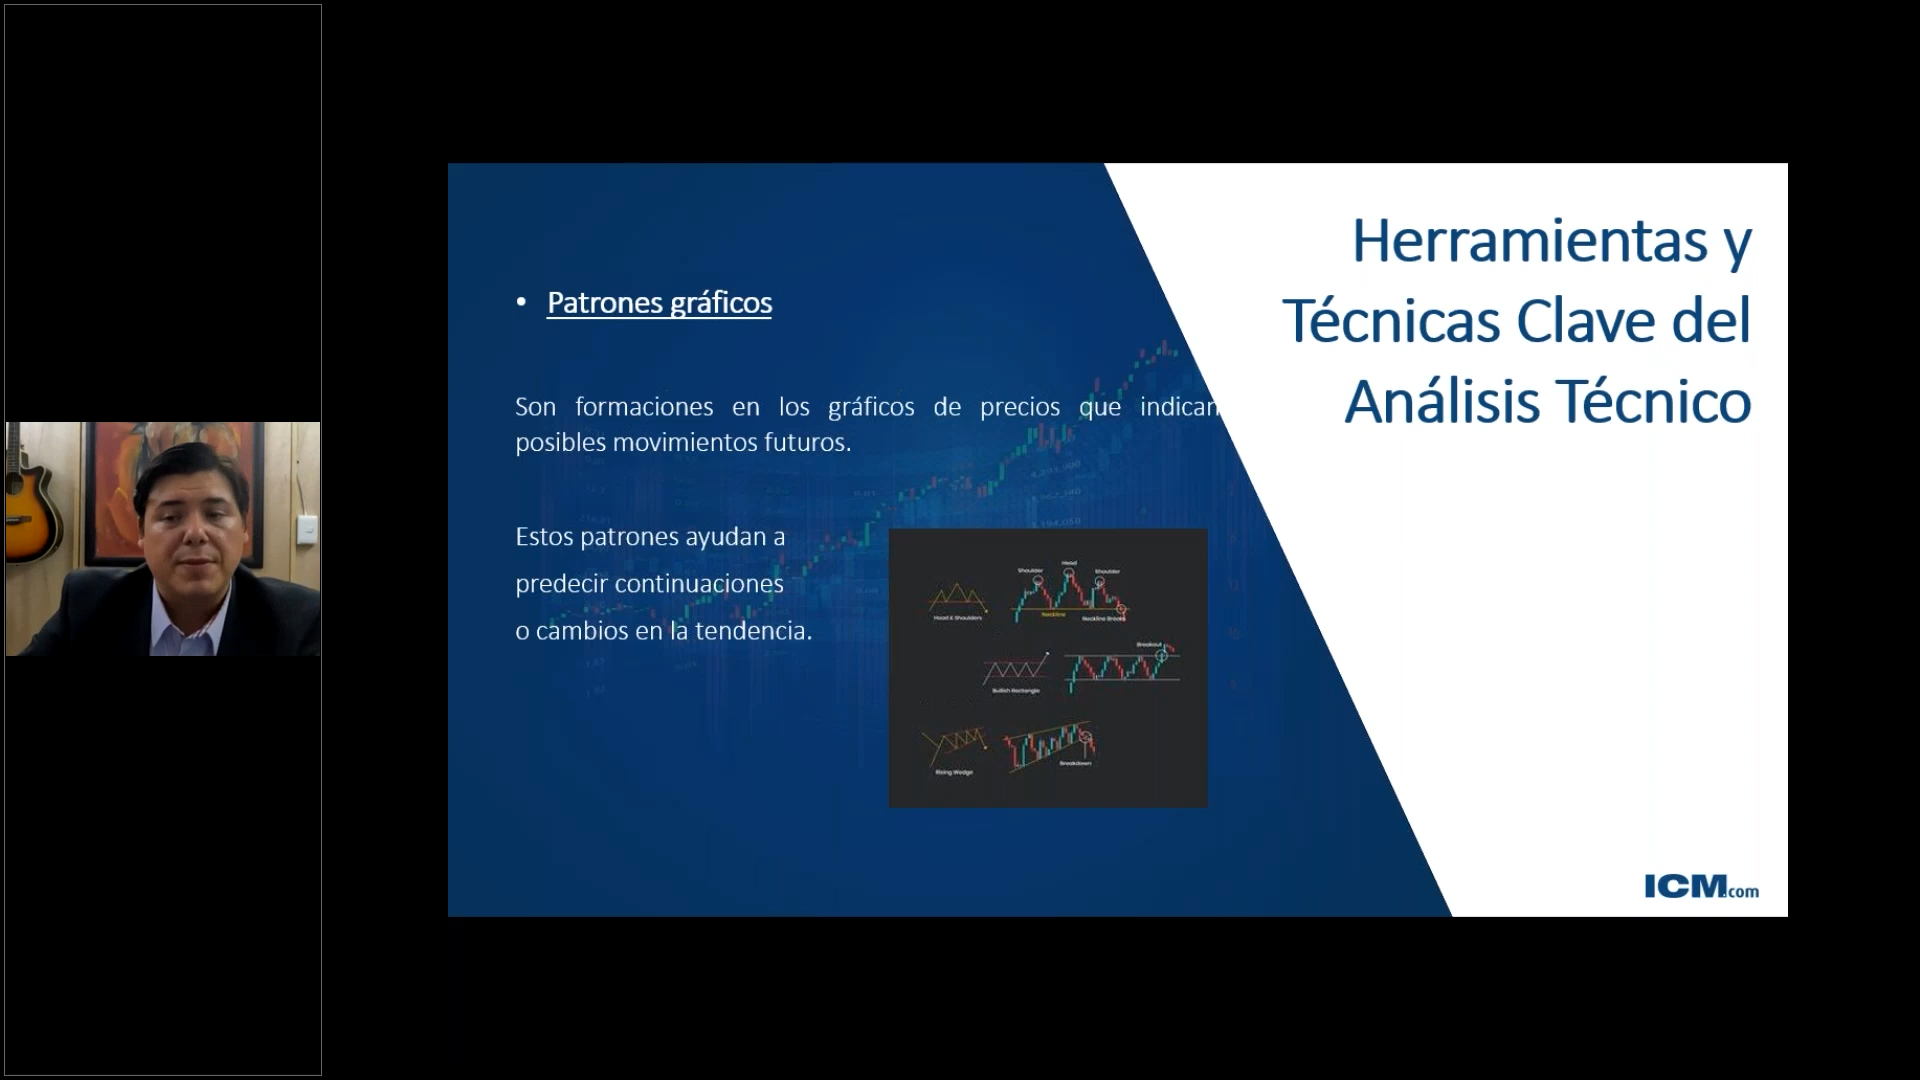 Herramientas y
Técnicas Clave del
Análisis Técnico
• Patrones gráficos
Son formaciones en los gráficos de precios que indican
posibles movimientos futuros.
Estos patrones ayudan a
predecir continuaciones
o cambios en la tendencia.
Shoulder
Head
Shoulder
Neckline
Neckline Break
Head & Shoulders
Breakout
Bullish Rectangle
Breakdown
Rising Wedge
ICM.com